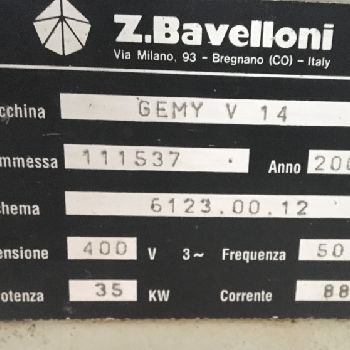 Z.Bavelloni
Via Milano, 93 - Bregnano (CO) - Italy
cchina GEMY V 14
mmessa 111537 Anno 200
hema 6123.00.12
ensione 400 V 3~ Frequenza 50
otenza 35 KW Corrente 88